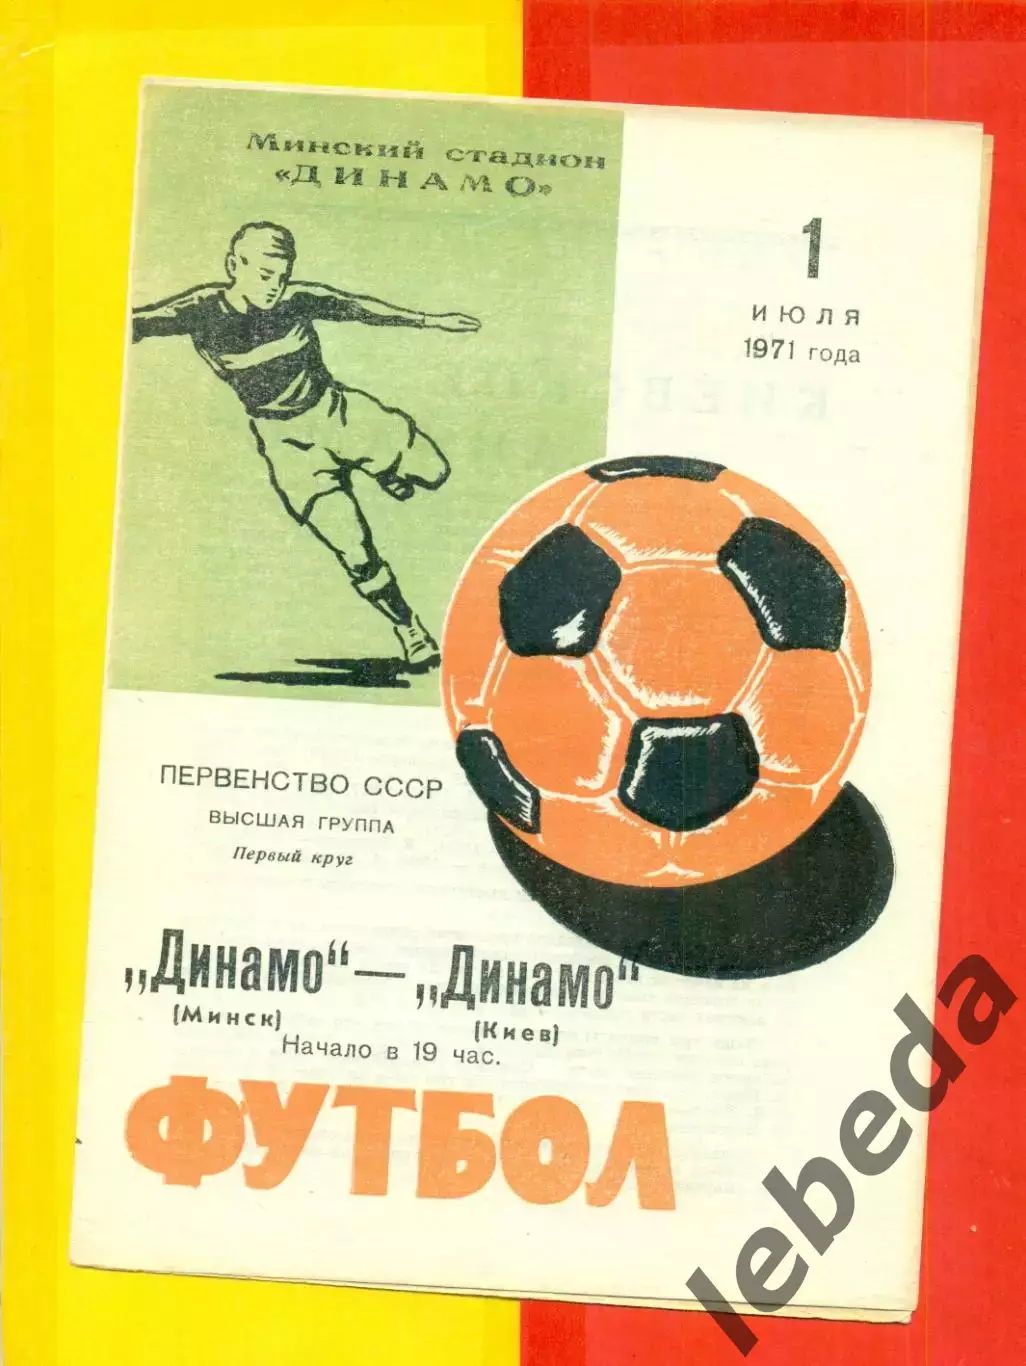 Минский стадион
«ДИНАМО»
1
ИЮЛЯ
1971 года
ПЕРВЕНСТВО СССР
ВЫСШАЯ ГРУППА
Первый круг
„Динамо“ — „Динамо“
(Минск) (Киев)
Начало в 19 час.
ФУТБОЛ
lebeda